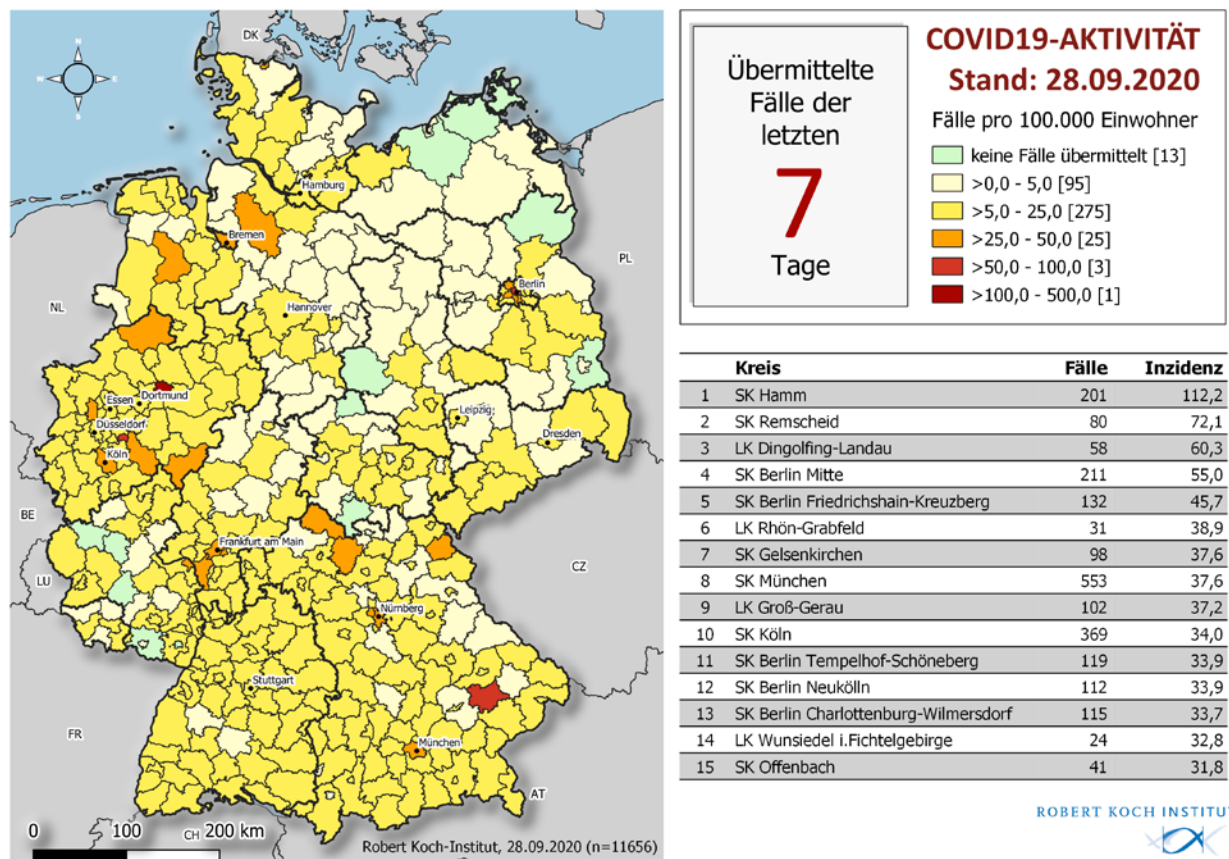 DK
N
W
E
S
Hamburg
Bremen
PL
Berlin
NL
Hannover
Essen
Dortmund
Düsseldorf
Leipzig
Dresden
Köln
BE
Frankfurt am Main
LU
CZ
Nürnberg
Stuttgart
FR
München
AT
0 100 200 km
CH
Robert Koch-Institut, 28.09.2020 (n=11656)
Übermittelte
Fälle der
letzten
7
Tage
COVID19-AKTIVITÄT
Stand: 28.09.2020
Fälle pro 100.000 Einwohner
keine Fälle übermittelt [13]
>0,0 - 5,0 [95]
>5,0 - 25,0 [275]
>25,0 - 50,0 [25]
>50,0 - 100,0 [3]
>100,0 - 500,0 [1]
Kreis Fälle Inzidenz
1 SK Hamm 201 112,2
2 SK Remscheid 80 72,1
3 LK Dingolfing-Landau 58 60,3
4 SK Berlin Mitte 211 55,0
5 SK Berlin Friedrichshain-Kreuzberg 132 45,7
6 LK Rhön-Grabfeld 31 38,9
7 SK Gelsenkirchen 98 37,6
8 SK München 553 37,6
9 LK Groß-Gerau 102 37,2
10 SK Köln 369 34,0
11 SK Berlin Tempelhof-Schöneberg 119 33,9
12 SK Berlin Neukölln 112 33,9
13 SK Berlin Charlottenburg-Wilmersdorf 115 33,7
14 LK Wunsiedel i.Fichtelgebirge 24 32,8
15 SK Offenbach 41 31,8
ROBERT KOCH INSTITU